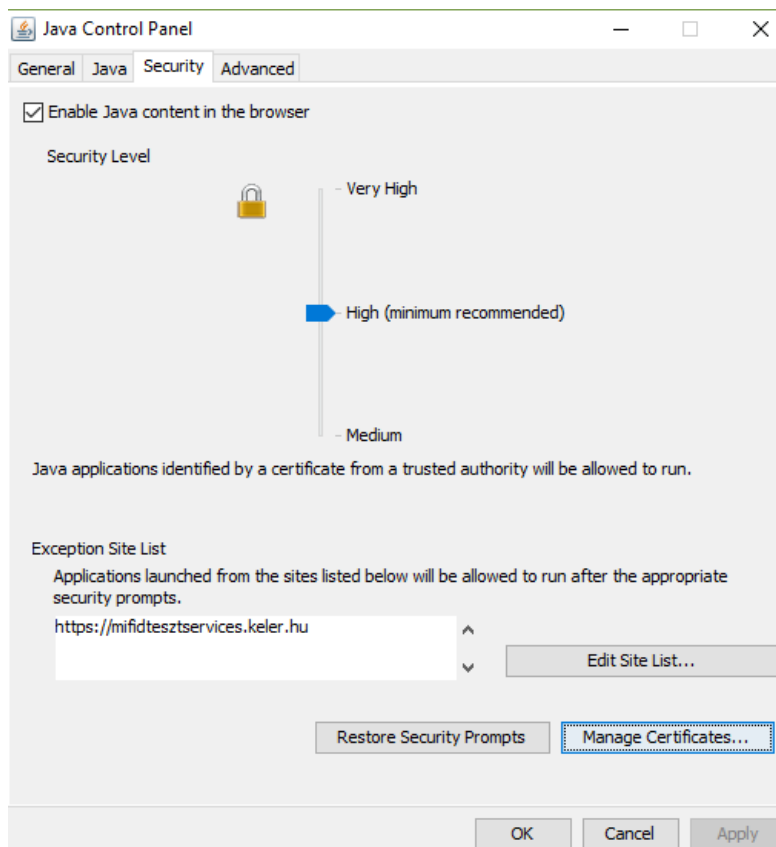 Java Control Panel
General Java Security Advanced
Enable Java content in the browser
Security Level
Very High
High (minimum recommended)
Medium
Java applications identified by a certificate from a trusted authority will be allowed to run.
Exception Site List
Applications launched from the sites listed below will be allowed to run after the appropriate
security prompts.
https://mifidtesztservices.keler.hu
Edit Site List...
Restore Security Prompts Manage Certificates...
OK Cancel Apply